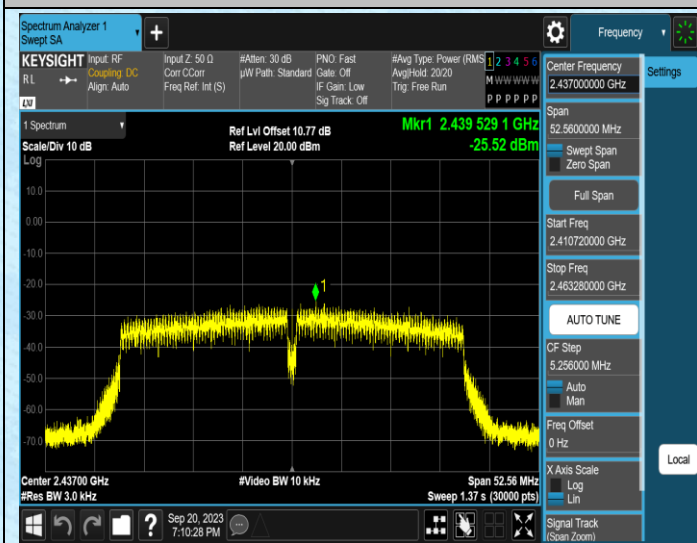 Spectrum Analyzer 1
Swept SA
Frequency
KEYSIGHT
RL
LXI
Input: RF
Coupling: DC
Align: Auto
Input Z: 50 Ω
Corr CCorr
Freq Ref: Int (S)
#Atten: 30 dB
µW Path: Standard
PNO: Fast
Gate: Off
IF Gain: Low
Sig Track: Off
#Avg Type: Power (RMS
Avg|Hold: 20/20
Trig: Free Run
1 2 3 4 5 6
M W W W W W
P P P P P P
1 Spectrum
Scale/Div 10 dB
Ref Lvl Offset 10.77 dB
Ref Level 20.00 dBm
Mkr1 2.439 529 1 GHz
-25.52 dBm
Log
10.0
0.00
-10.0
-20.0
-30.0
-40.0
-50.0
-60.0
-70.0
1
Center 2.43700 GHz
#Res BW 3.0 kHz
#Video BW 10 kHz
Span 52.56 MHz
Sweep 1.37 s (30000 pts)
Sep 20, 2023
7:10:28 PM
?
Center Frequency
2.437000000 GHz
Settings
Span
52.5600000 MHz
Swept Span
Zero Span
Full Span
Start Freq
2.410720000 GHz
Stop Freq
2.463280000 GHz
AUTO TUNE
CF Step
5.256000 MHz
Auto
Man
Freq Offset
0 Hz
X Axis Scale
Log
Lin
Local
Signal Track
(Span Zoom)